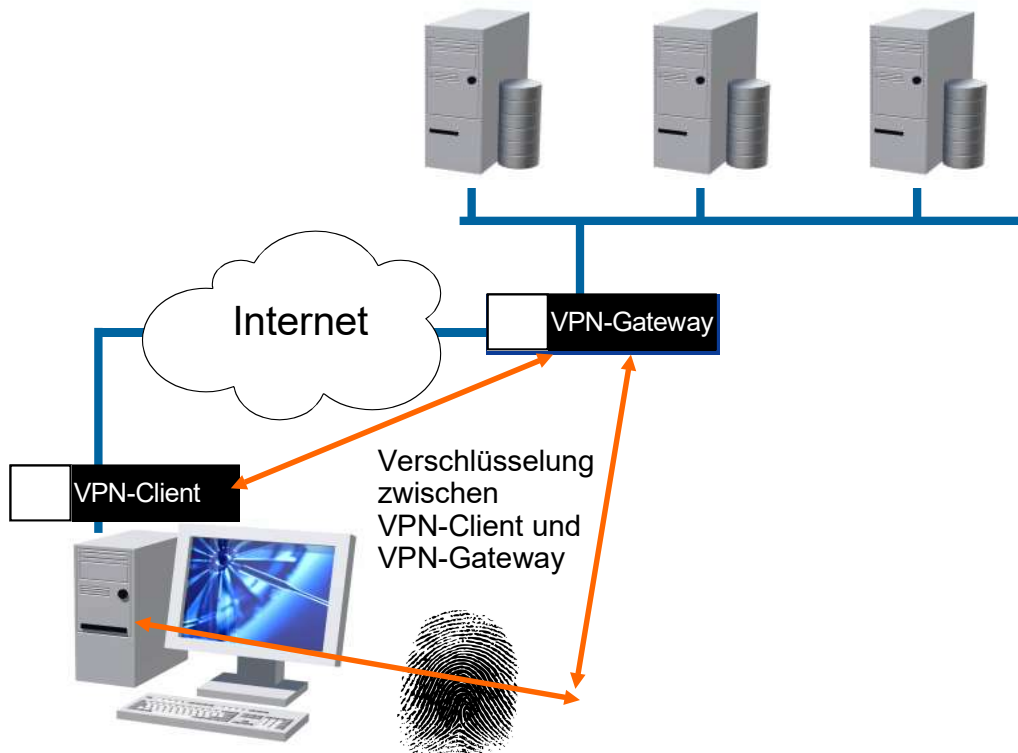 Internet
VPN-Gateway
VPN-Client
Verschlüsselung
zwischen
VPN-Client und
VPN-Gateway